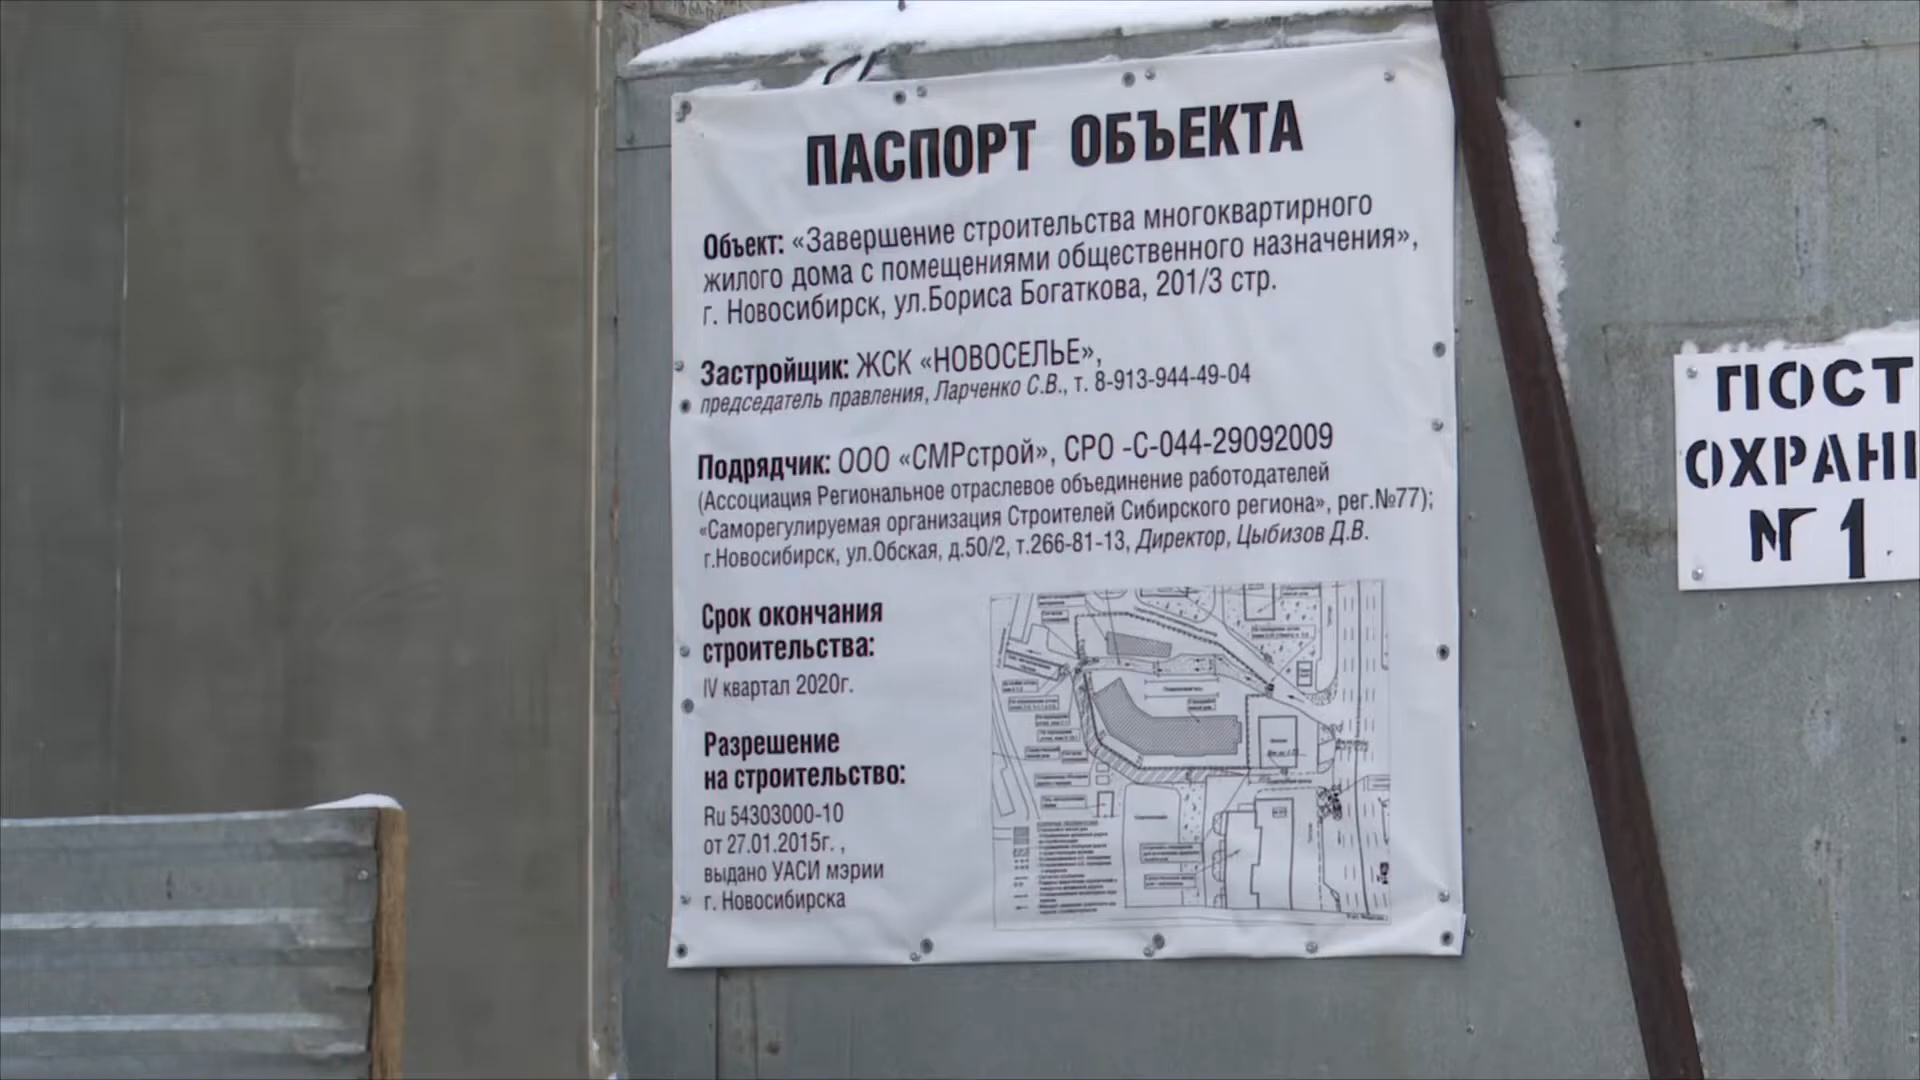 ПАСПОРТ ОБЪЕКТА
Объект: «Завершение строительства многоквартирного
жилого дома с помещениями общественного назначения»,
г. Новосибирск, ул.Бориса Богаткова, 201/3 стр.
Застройщик: ЖСК «НОВОСЕЛЬЕ»,
председатель правления, Ларченко С.В., т. 8-913-944-49-04
Подрядчик: ООО «СМРстрой», СРО -С-044-29092009
(Ассоциация Региональное отраслевое объединение работодателей
«Саморегулируемая организация Строителей Сибирского региона», рег.№77);
г.Новосибирск, ул.Обская, д.50/2, т.266-81-13, Директор, Цыбизов Д.В.
Срок окончания
строительства:
IV квартал 2020г.
Разрешение
на строительство:
Ru 54303000-10
от 27.01.2015г. ,
выдано УАСИ мэрии
г. Новосибирска
ПОСТ
ОХРАН
№ 1